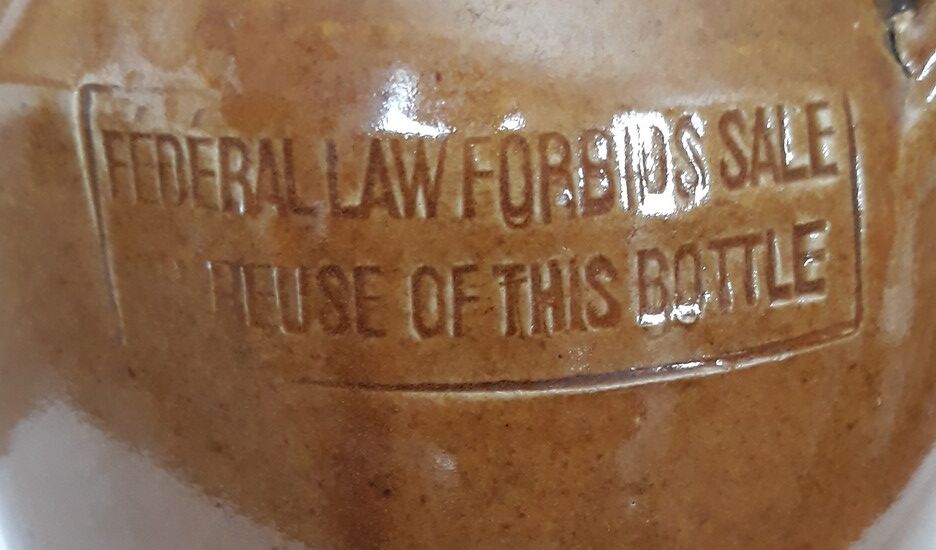 FEDERAL LAW FORBIDS SALE
REUSE OF THIS BOTTLE